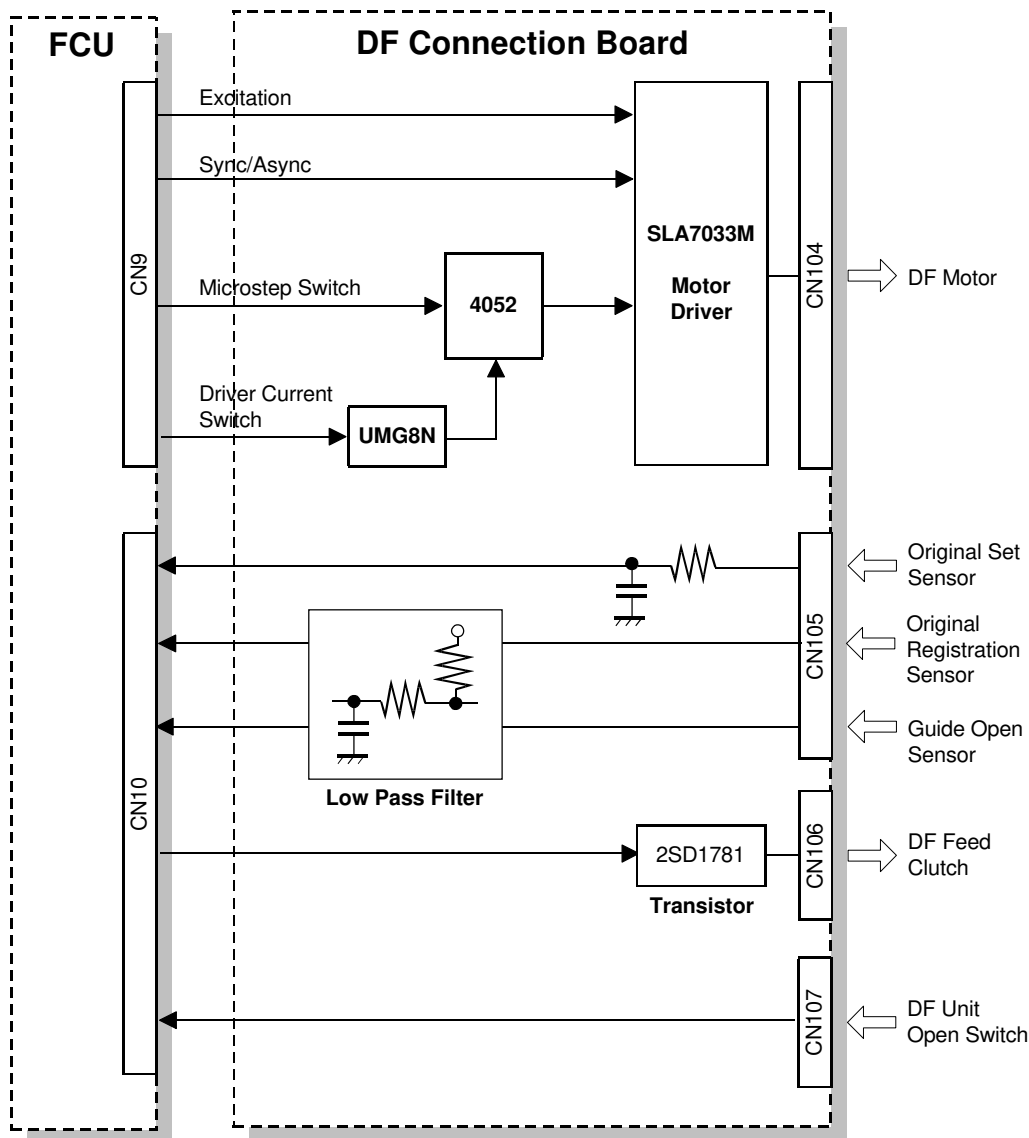 FCU
DF Connection Board
Excitation
Sync/Async
CN9
SLA7033M
Motor
Driver
CN104
DF Motor
Microstep Switch
4052
Driver Current
Switch
UMG8N
Original Set
Sensor
CN105
Original
Registration
Sensor
Guide Open
Sensor
Low Pass Filter
CN10
2SD1781
Transistor
CN106
DF Feed
Clutch
CN107
DF Unit
Open Switch